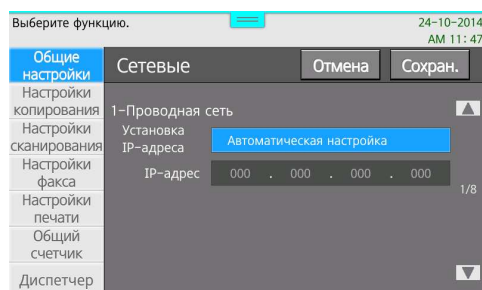 Выберите функцию.
24-10-2014
AM 11:47
Общие
настройки
Сетевые
Отмена
Сохран.
Настройки
копирования
1-Проводная сеть
Настройки
сканирования
Установка
IP-адреса
Автоматическая настройка
Настройки
факса
IP-адрес
000 . 000 . 000 . 000
1/8
Настройки
печати
Общий
счетчик
Диспетчер